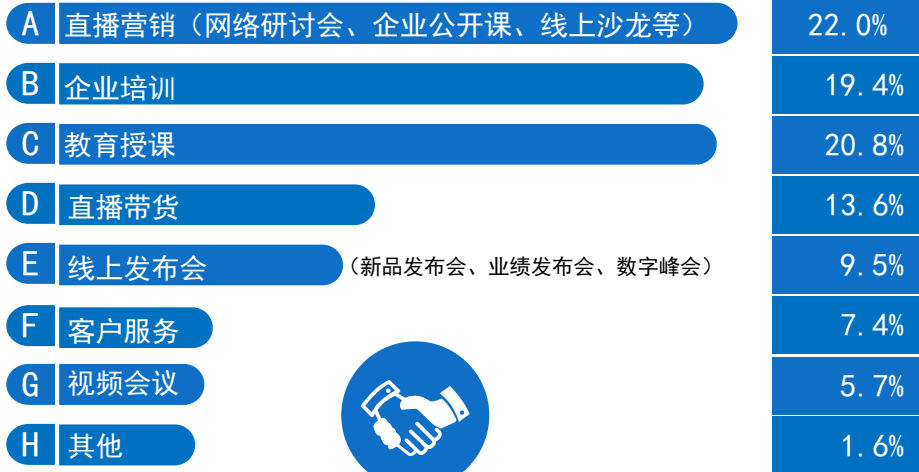 A 直播营销（网络研讨会、企业公开课、线上沙龙等） 22.0%
B 企业培训 19.4%
C 教育授课 20.8%
D 直播带货 13.6%
E 线上发布会 （新品发布会、业绩发布会、数字峰会） 9.5%
F 客户服务 7.4%
G 视频会议 5.7%
H 其他 1.6%